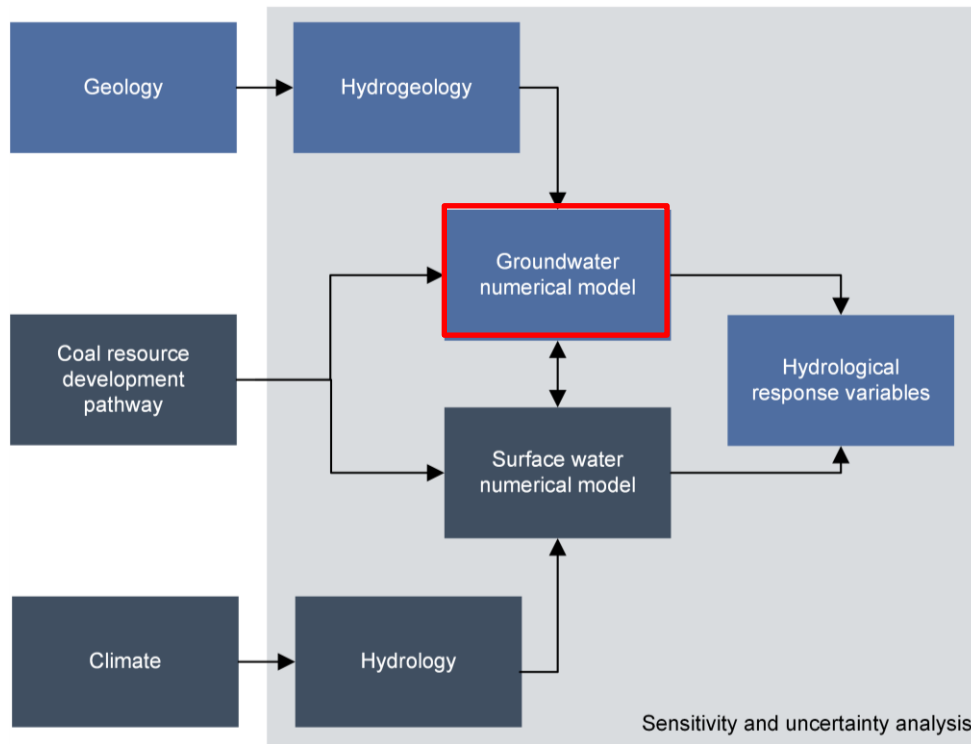 Geology
Hydrogeology
Groundwater
numerical model
Coal resource
development
pathway
Hydrological
response variables
Surface water
numerical model
Climate
Hydrology
Sensitivity and uncertainty analysis